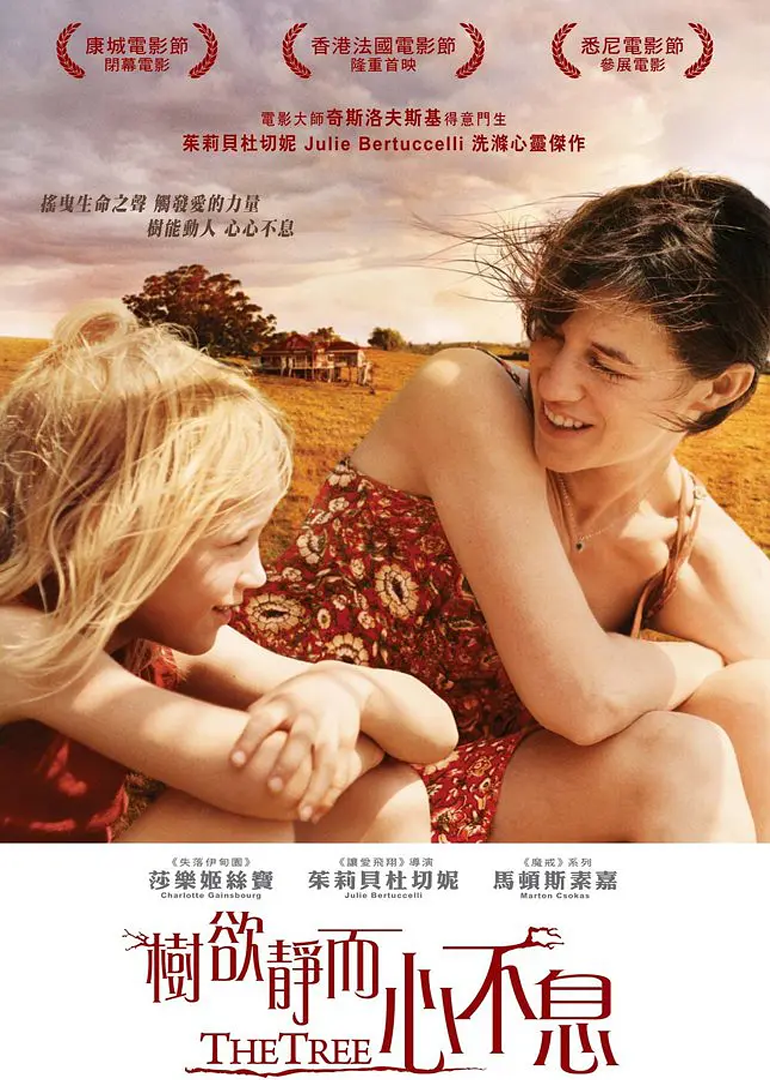 康城電影節
閉幕電影
香港法國電影節
隆重首映
悉尼電影節
參展電影
電影大師奇斯洛夫斯基得意門生
茱莉貝杜切妮 Julie Bertuccelli 洗滌心靈傑作
搖曳生命之聲 觸發愛的力量
樹能動人 心心不息
《失落伊甸園》
莎樂姬絲寶
Charlotte Gainsbourg
《讓愛飛翔》導演
茱莉貝杜切妮
Julie Bertuccelli
《魔戒》系列
馬頓斯素嘉
Marton Csokas
樹欲靜而心不息
THE TREE